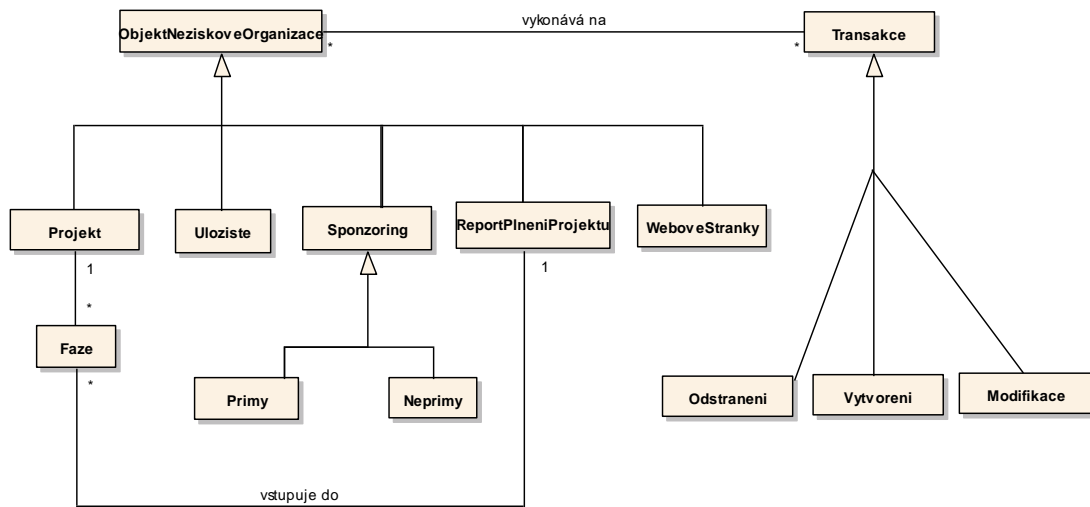 vykonává na
ObjektNeziskoveOrganizace
Transakce
*
*
Projekt
Uloziste
Sponzoring
ReportPlneniProjektu
WeboveStranky
1
1
*
Faze
*
Primy
Neprimy
Odstraneni
Vytvoreni
Modifikace
vstupuje do